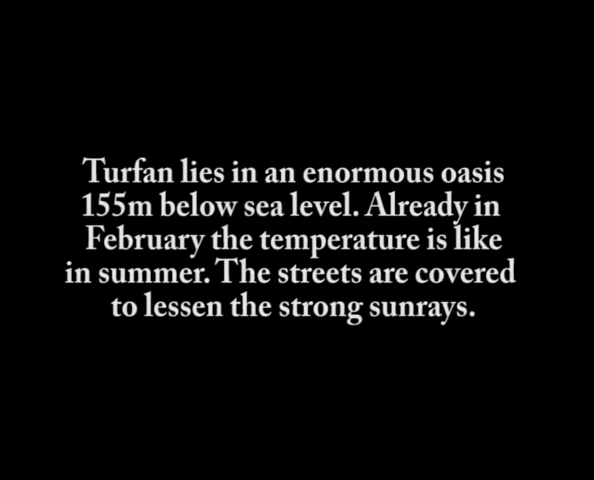 Turfan lies in an enormous oasis
155m below sea level. Already in
February the temperature is like
in summer. The streets are covered
to lessen the strong sunrays.